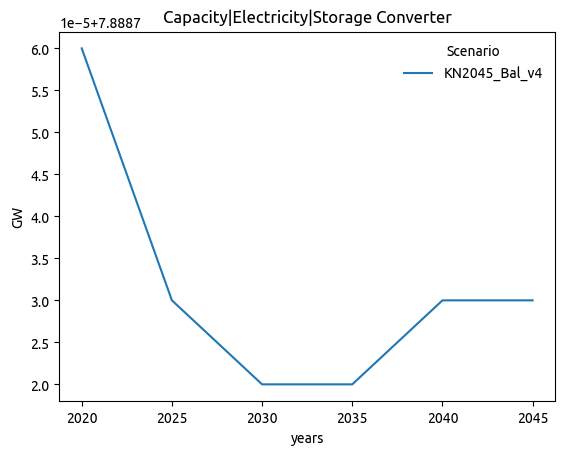 Capacity|Electricity|Storage Converter
1e−5+7.8887
6.0
5.5
5.0
4.5
4.0
3.5
3.0
2.5
2.0
GW
Scenario
KN2045_Bal_v4
2020 2025 2030 2035 2040 2045
years